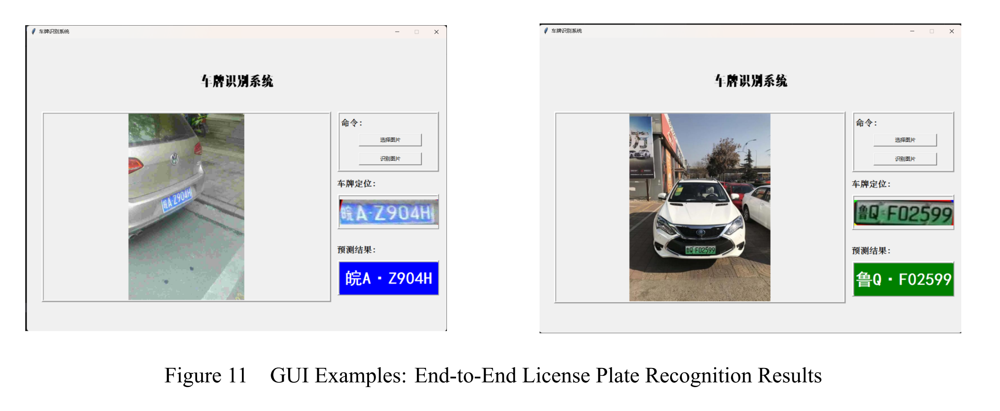 车牌识别系统
车牌识别系统
命令：
选择图片
识别图片
皖A·Z904H
车牌定位：
皖A·Z904H
预测结果：
皖A·Z904H
车牌识别系统
车牌识别系统
命令：
选择图片
识别图片
鲁Q·F02599
车牌定位：
鲁Q·F02599
预测结果：
鲁Q·F02599
Figure 11 GUI Examples: End-to-End License Plate Recognition Results